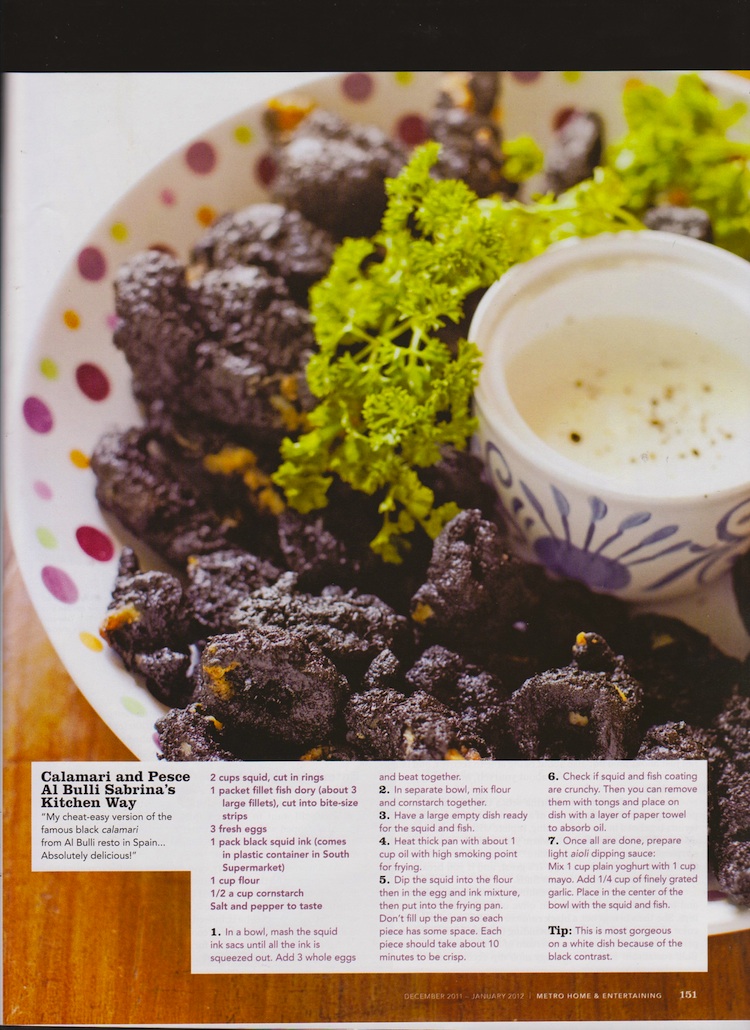 Calamari and Pesce
Al Bulli Sabrina's
Kitchen Way
"My cheat-easy version of the
famous black calamari
from Al Bulli resto in Spain...
Absolutely delicious!"
2 cups squid, cut in rings
1 packet fillet fish dory (about 3
large fillets), cut into bite-size
strips
3 fresh eggs
1 pack black squid ink (comes
in plastic container in South
Supermarket)
1 cup flour
1/2 a cup cornstarch
Salt and pepper to taste
1. In a bowl, mash the squid
ink sacs until all the ink is
squeezed out. Add 3 whole eggs
and beat together.
2. In separate bowl, mix flour
and cornstarch together.
3. Have a large empty dish ready
for the squid and fish.
4. Heat thick pan with about 1
cup oil with high smoking point
for frying.
5. Dip the squid into the flour
then in the egg and ink mixture,
then put into the frying pan.
Don't fill up the pan so each
piece has some space. Each
piece should take about 10
minutes to be crisp.
6. Check if squid and fish coating
are crunchy. Then you can remove
them with tongs and place on
dish with a layer of paper towel
to absorb oil.
7. Once all are done, prepare
light aioli dipping sauce:
Mix 1 cup plain yoghurt with 1 cup
mayo. Add 1/4 cup of finely grated
garlic. Place in the center of the
bowl with the squid and fish.
Tip: This is most gorgeous
on a white dish because of the
black contrast.
DECEMBER 2011 - JANUARY 2012 | METRO HOME & ENTERTAINING 151